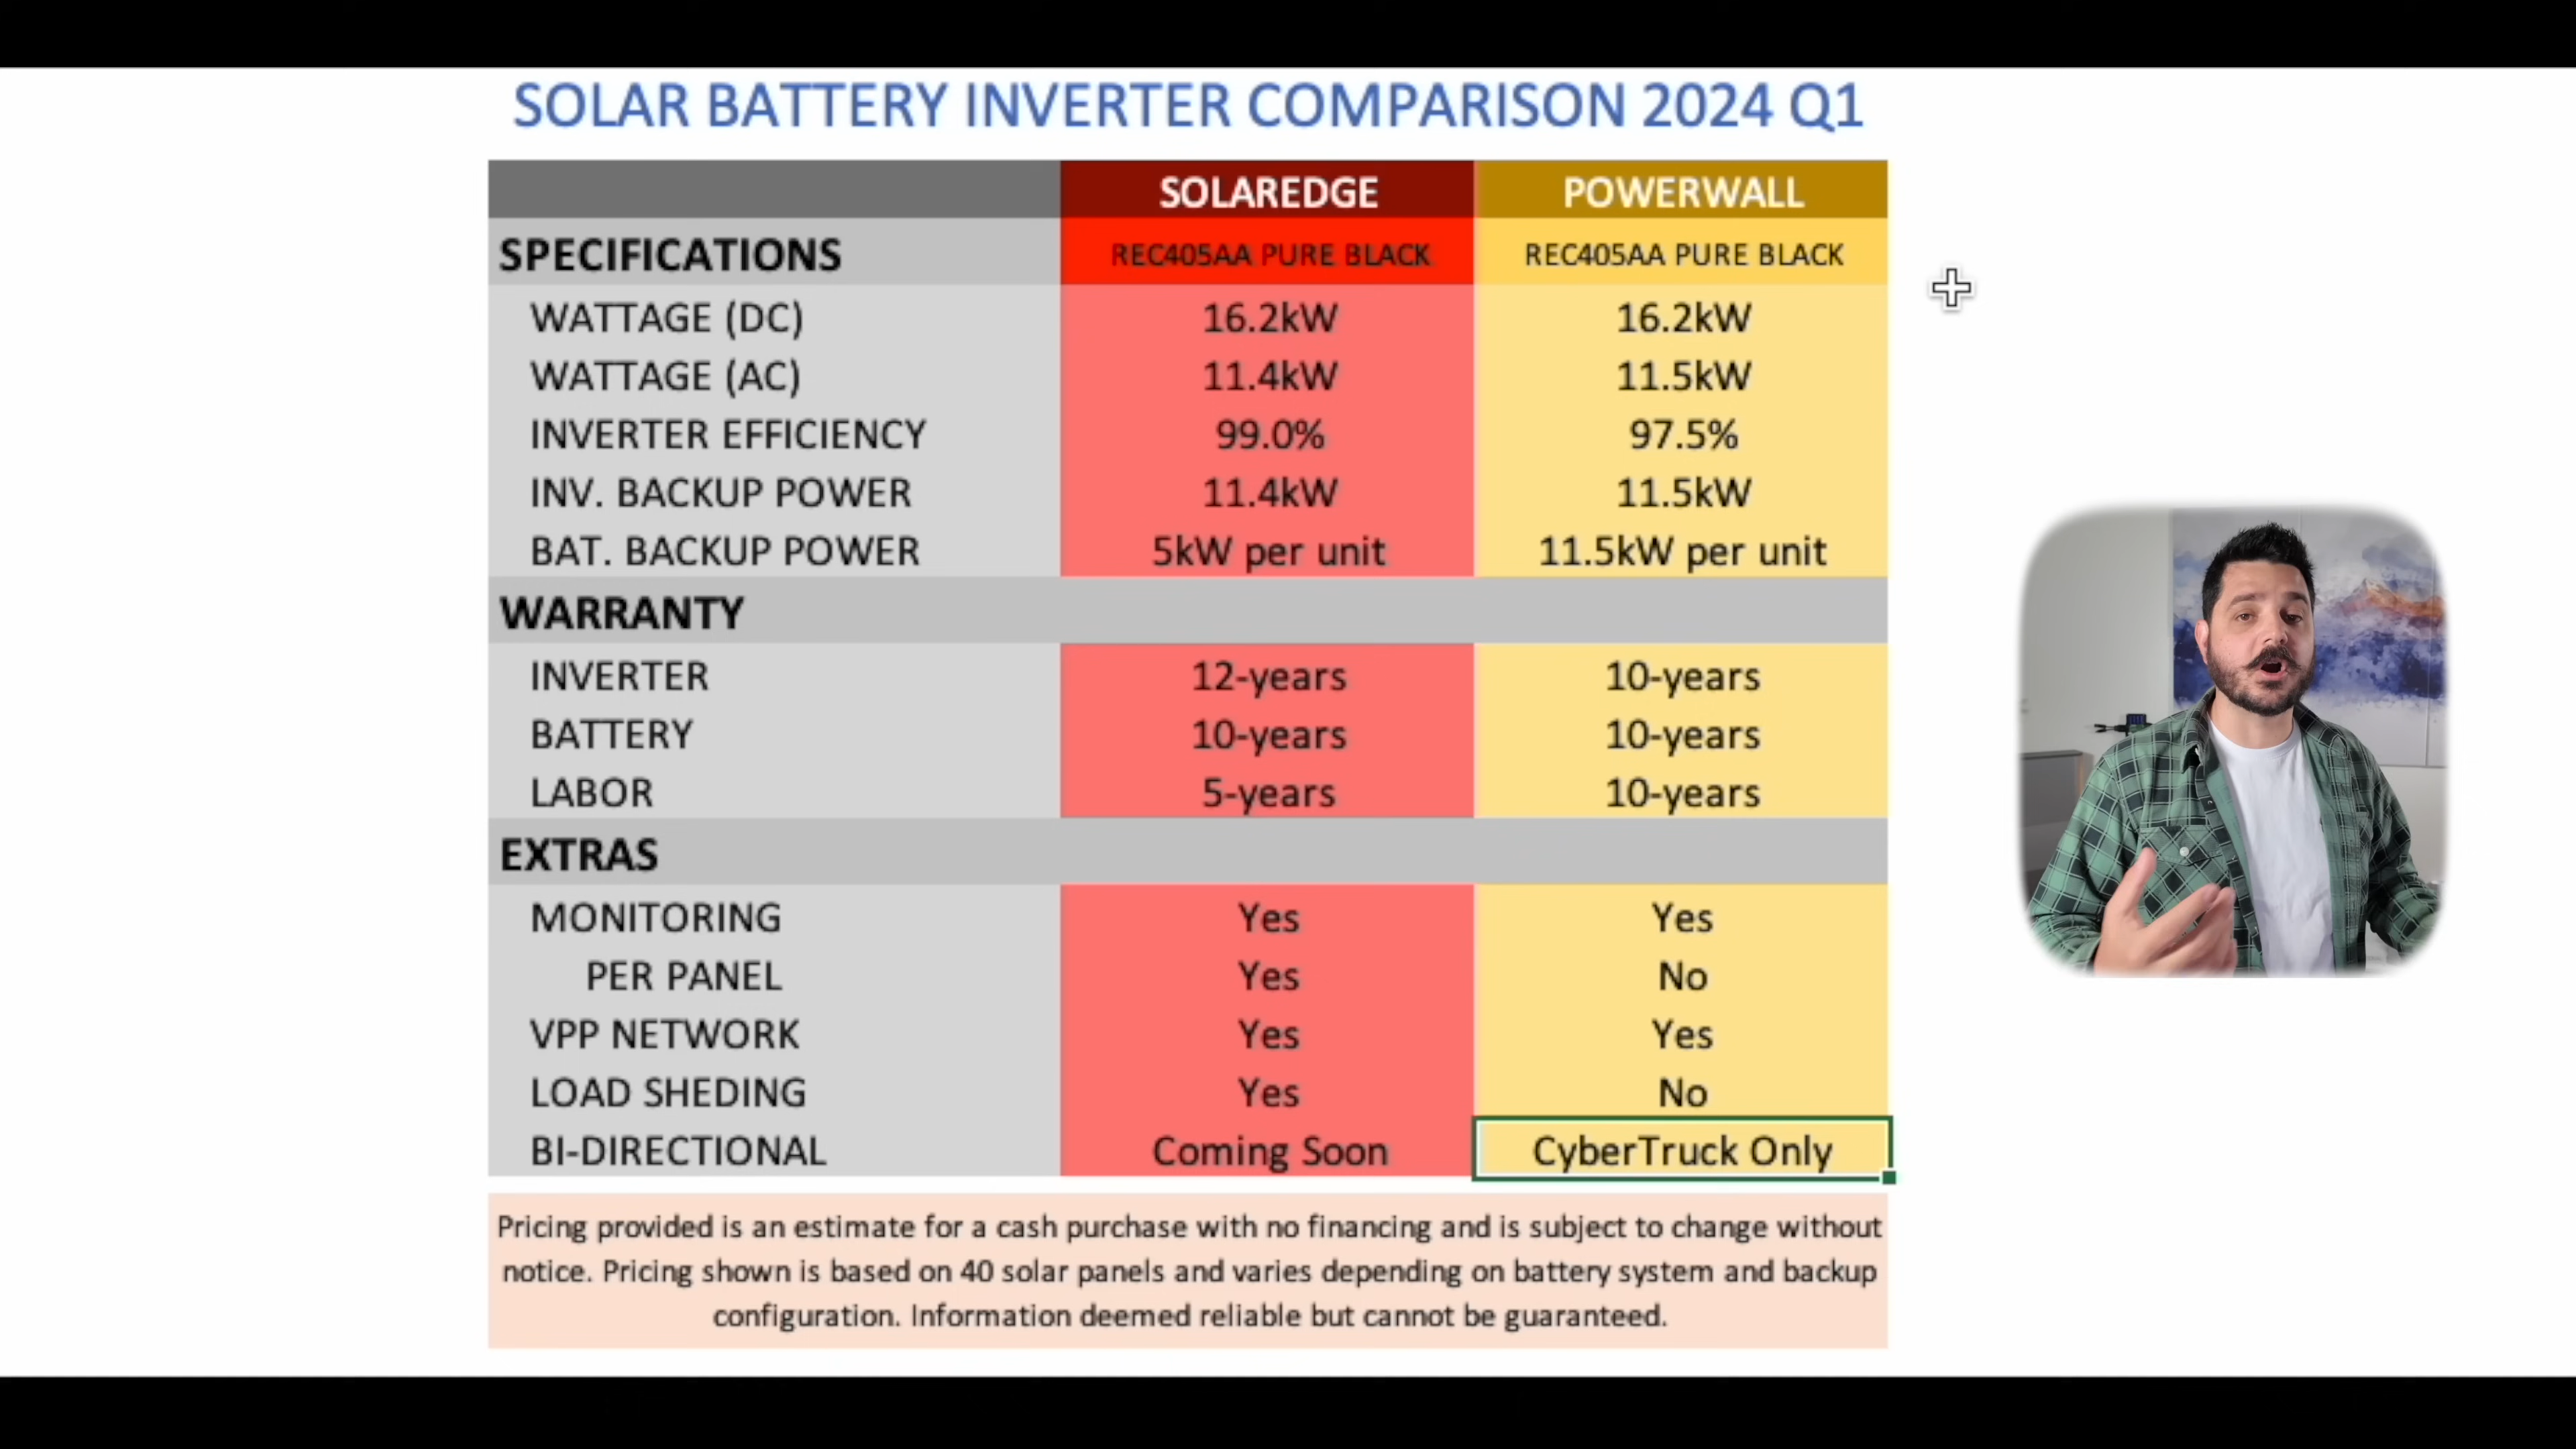 SOLAR BATTERY INVERTER COMPARISON 2024 Q1
SOLAREDGE POWERWALL
SPECIFICATIONS REC405AA PURE BLACK REC405AA PURE BLACK
WATTAGE (DC) 16.2kW 16.2kW
WATTAGE (AC) 11.4kW 11.5kW
INVERTER EFFICIENCY 99.0% 97.5%
INV. BACKUP POWER 11.4kW 11.5kW
BAT. BACKUP POWER 5kW per unit 11.5kW per unit
WARRANTY
INVERTER 12-years 10-years
BATTERY 10-years 10-years
LABOR 5-years 10-years
EXTRAS
MONITORING Yes Yes
PER PANEL Yes No
VPP NETWORK Yes Yes
LOAD SHEDING Yes No
BI-DIRECTIONAL Coming Soon CyberTruck Only
Pricing provided is an estimate for a cash purchase with no financing and is subject to change without
notice. Pricing shown is based on 40 solar panels and varies depending on battery system and backup
configuration. Information deemed reliable but cannot be guaranteed.